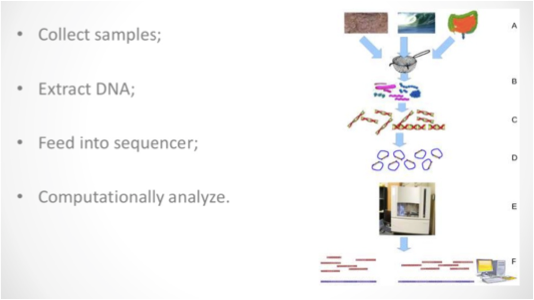 • Collect samples;
• Extract DNA;
• Feed into sequencer;
• Computationally analyze.
A
B
C
D
E
F